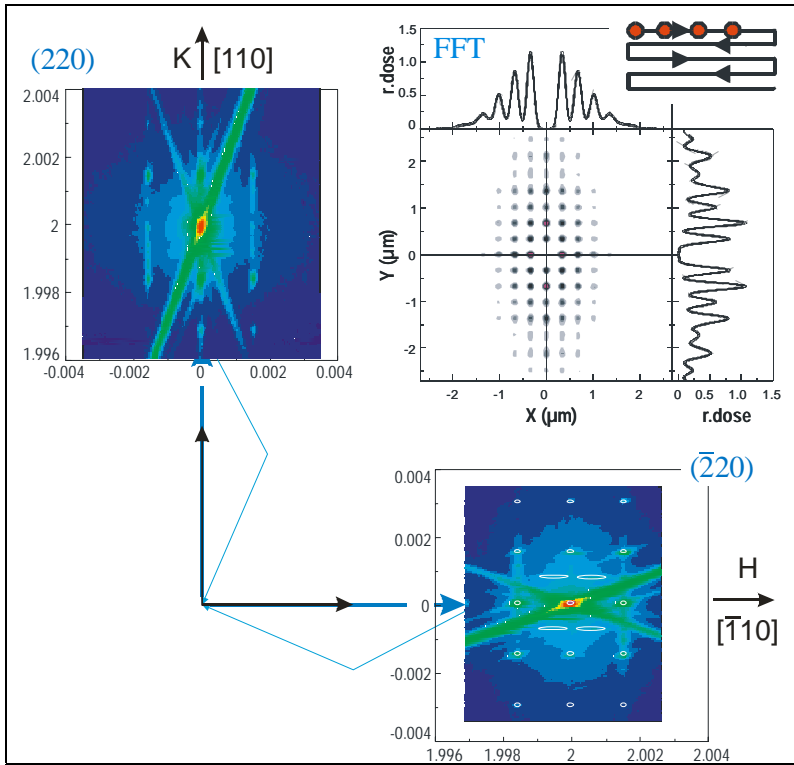 (220)
K [110]
2.004
2.002
2
1.998
1.996
-0.004 -0.002 0 0.002 0.004
FFT
r.dose
1.5
1.0
0.5
0
Y (µm)
2
1
0
-1
-2
-2 -1 0 1 2
X (µm)
0 0.5 1.0 1.5
r.dose
(2̅20)
0.004
0.002
0
-0.002
-0.004
1.996 1.998 2 2.002 2.004
H
[1̅10]